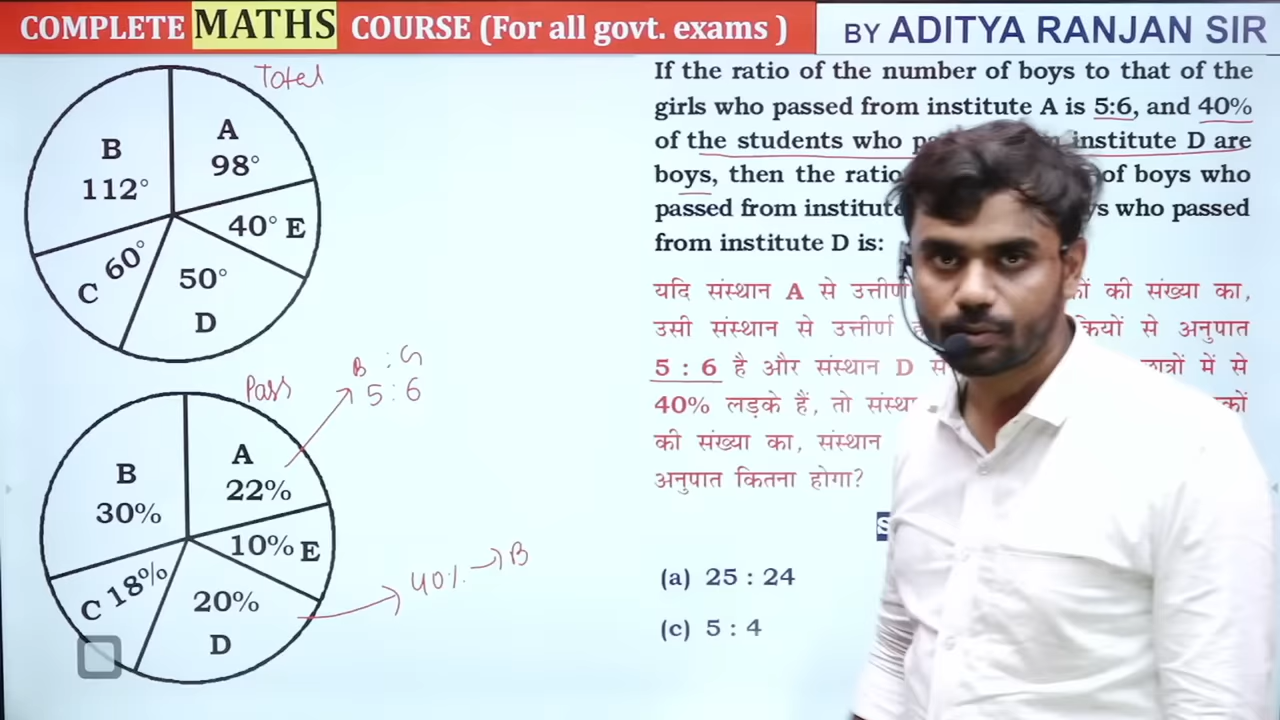 COMPLETE MATHS COURSE (For all govt. exams ) BY ADITYA RANJAN SIR
Total
A
98°
B
112°
40° E
C 60°
50°
D
Pass
B : G
5 : 6
A
22%
B
30%
10% E
C 18%
20%
D
40% → B
If the ratio of the number of boys to that of the
girls who passed from institute A is 5:6, and 40%
of the students who institute D are
boys, then the ratio of boys who
passed from institute who passed
from institute D is:
यदि संस्थान A से उत्तीर्ण की संख्या का,
उसी संस्थान से उत्तीर्ण से अनुपात
5 : 6 है और संस्थान D में से
40% लड़के हैं, तो
की संख्या का, संस्थान
अनुपात कितना होगा?
(a) 25 : 24
(c) 5 : 4